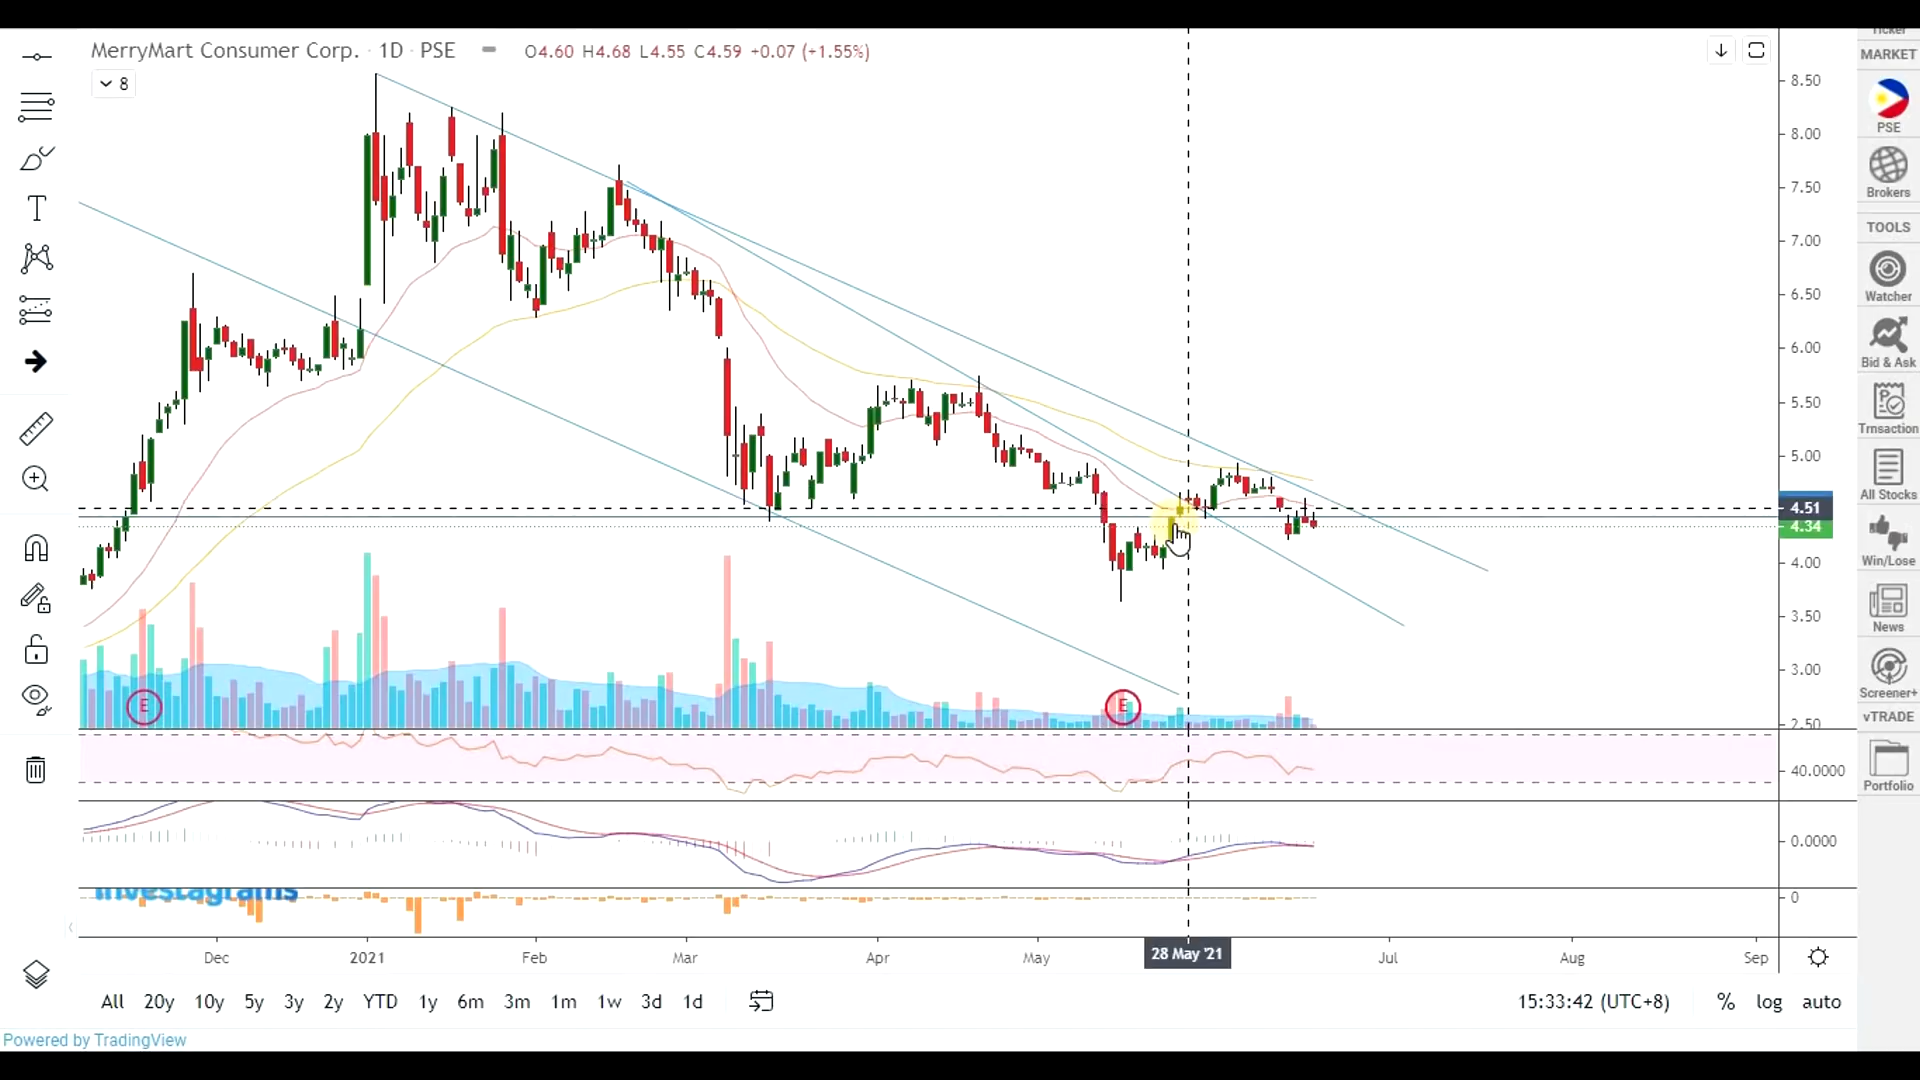 MerryMart Consumer Corp. · 1D · PSE
O4.60 H4.68 L4.55 C4.59 +0.07 (+1.55%)
8
8.50
8.00
7.50
7.00
6.50
6.00
5.50
5.00
4.51
4.34
4.00
3.50
3.00
2.50
40.0000
0.0000
0
E
E
Investagrams
Dec
2021
Feb
Mar
Apr
May
28 May '21
Jul
Aug
Sep
All 20y 10y 5y 3y 2y YTD 1y 6m 3m 1m 1w 3d 1d
15:33:42 (UTC+8) % log auto
Powered by TradingView
Ticker
MARKET
PSE
Brokers
TOOLS
Watcher
Bid & Ask
Trnsaction
All Stocks
Win/Lose
News
Screener+
vTRADE
Portfolio